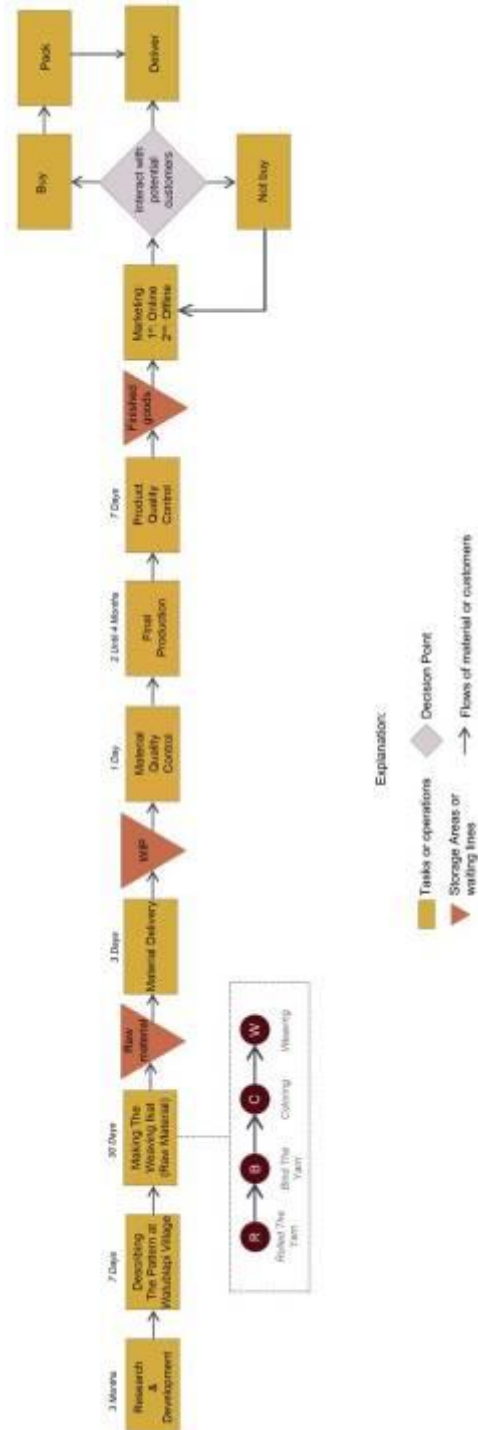 3 Months
Research
&
Development
7 Days
Describing
The Pattern at
Watublapi Village
30 Days
Making The
Weaving Ikat
(Raw Material)
Raw
material
3 Days
Material Delivery
WIP
1 Day
Material
Quality
Control
2 Until 4 Months
Final
Production
7 Days
Product
Quality
Control
Finished
goods
Marketing
1st. Online
2nd. Offline
Interact with
potential
customers
Buy
Pack
Deliver
Not buy
R
B
C
W
Rolled The
Yarn
Bind The
Yarn
Coloring
Weaving
Explanation:
Tasks or operations
Decision Point
Storage Areas or
waiting lines
Flows of material or customers